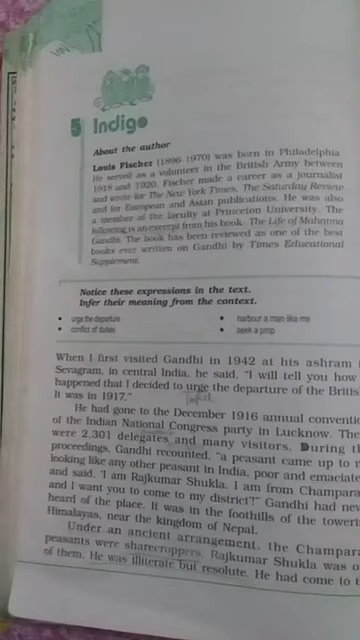 5 Indigo
About the author
Louis Fischer (1896-1970) was born in Philadelphia.
He served as a volunteer in the British Army between
1918 and 1920. Fischer made a career as a journalist
and wrote for The New York Times, The Saturday Review
and for European and Asian publications. He was also
a member of the faculty at Princeton University. The
following is an excerpt from his book, The Life of Mahatma
Gandhi. The book has been reviewed as one of the best
books ever written on Gandhi by Times Educational
Supplement.
Notice these expressions in the text.
Infer their meaning from the context.
• urge the departure
• harbour a man like me
• conflict of duties
• seek a prop
When I first visited Gandhi in 1942 at his ashram
Sevagram, in central India, he said, "I will tell you how
happened that I decided to urge the departure of the Britis
It was in 1917."
He had gone to the December 1916 annual conventio
of the Indian National Congress party in Lucknow. The
were 2,301 delegates and many visitors. During t
proceedings, Gandhi recounted, "a peasant came up to m
looking like any other peasant in India, poor and emaciate
and said, 'I am Rajkumar Shukla. I am from Champara
and I want you to come to my district'!" Gandhi had nev
heard of the place. It was in the foothills of the towerin
Himalayas, near the kingdom of Nepal.
Under an ancient arrangement, the Champara
peasants were sharecroppers. Rajkumar Shukla was o
of them. He was illiterate but resolute. He had come to t